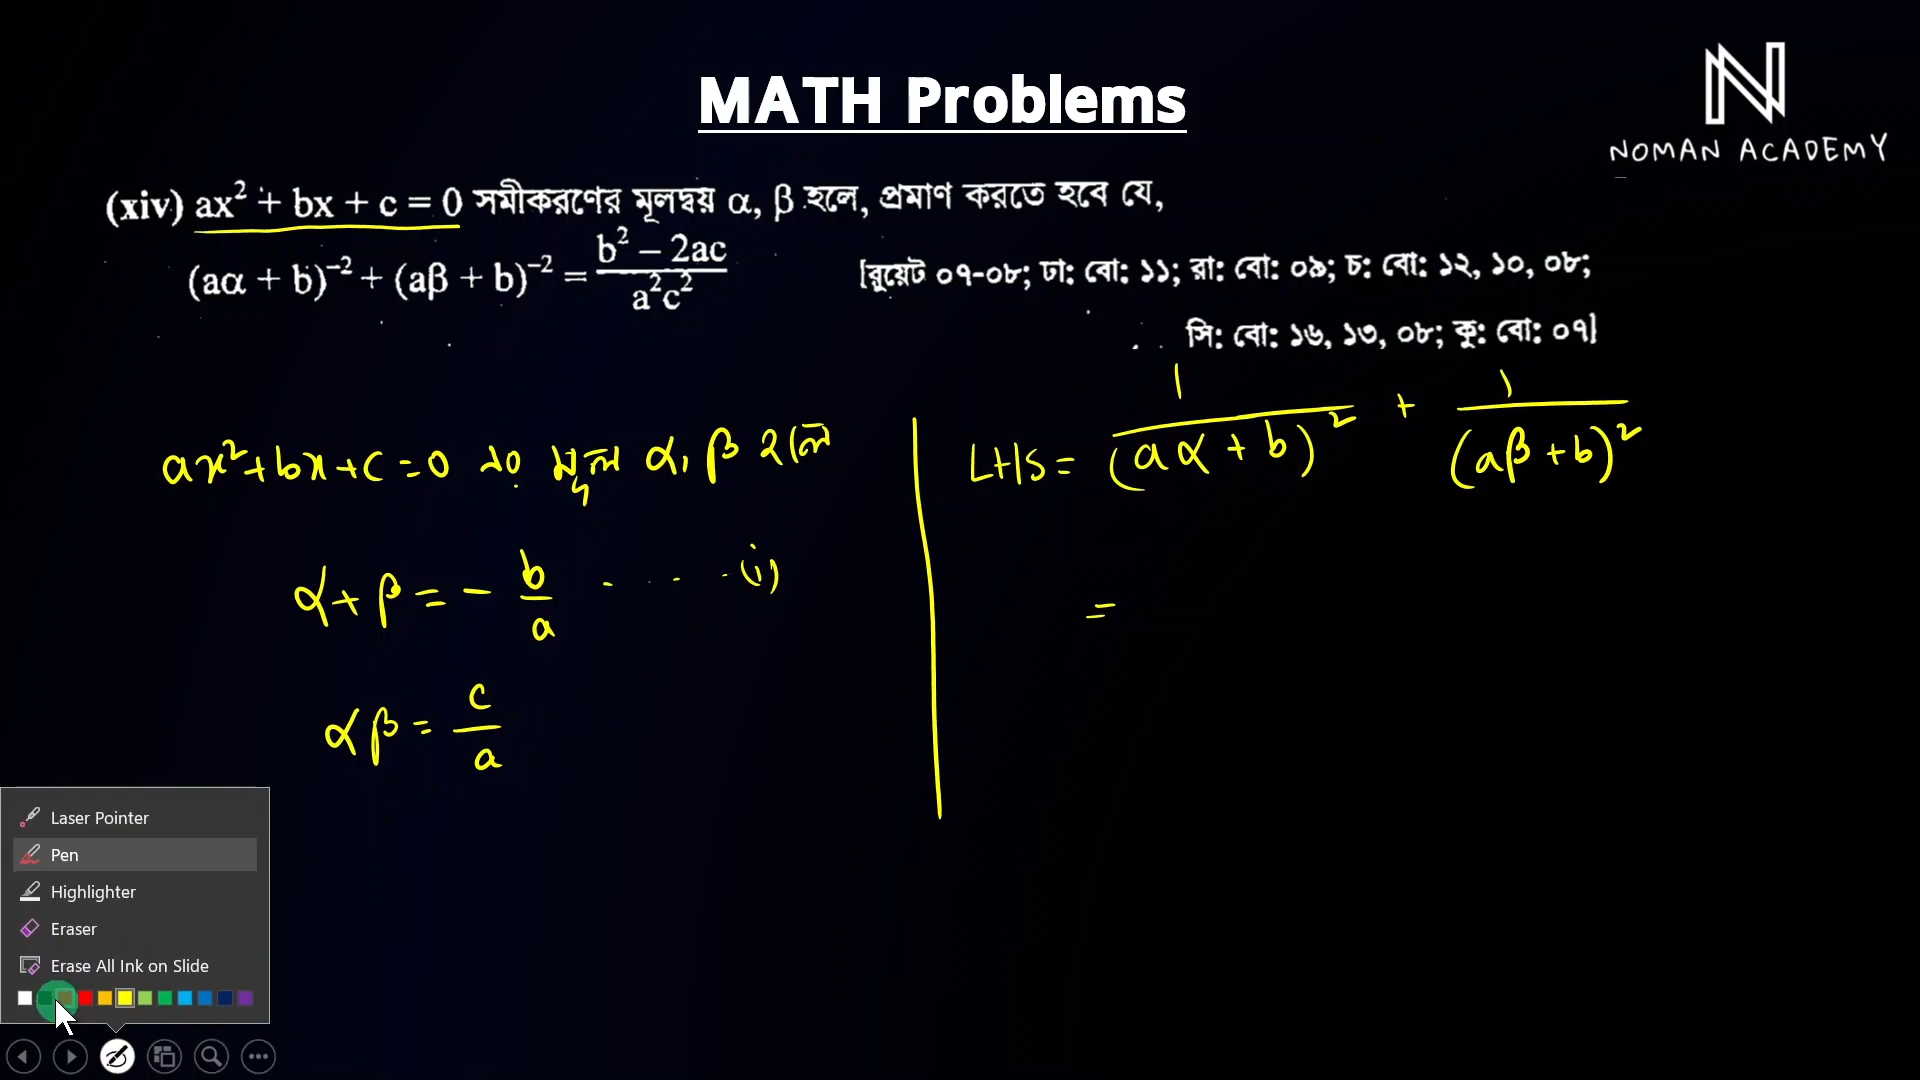 MATH Problems
NOMAN ACADEMY
(xiv) ax² + bx + c = 0 সমীকরণের মূলদ্বয় α, β হলে, প্রমাণ করতে হবে যে,
(aα + b)⁻² + (aβ + b)⁻² = (b² – 2ac)/(a²c²)
[রুয়েট ০৭-০৮; ঢা: বো: ১১; রা: বো: ০৯; চ: বো: ১২, ১০, ০৮;
সি: বো: ১৬, ১৩, ০৮; কু: বো: ০৭]
ax²+bx+c=0 এর মূল α, β হলে
α+β = - b/a . . . . (i)
αβ = c/a
LHS = 1/(aα+b)² + 1/(aβ+b)²
=
Laser Pointer
Pen
Highlighter
Eraser
Erase All Ink on Slide